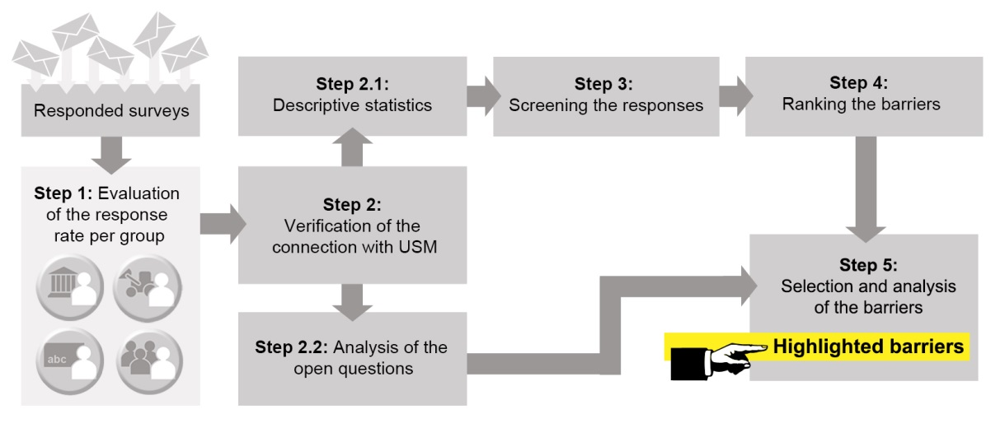 Responded surveys
Step 1: Evaluation
of the response
rate per group
abc
Step 2:
Verification of the
connection with USM
Step 2.1:
Descriptive statistics
Step 2.2: Analysis of the
open questions
Step 3:
Screening the responses
Step 4:
Ranking the barriers
Step 5:
Selection and analysis
of the barriers
Highlighted barriers